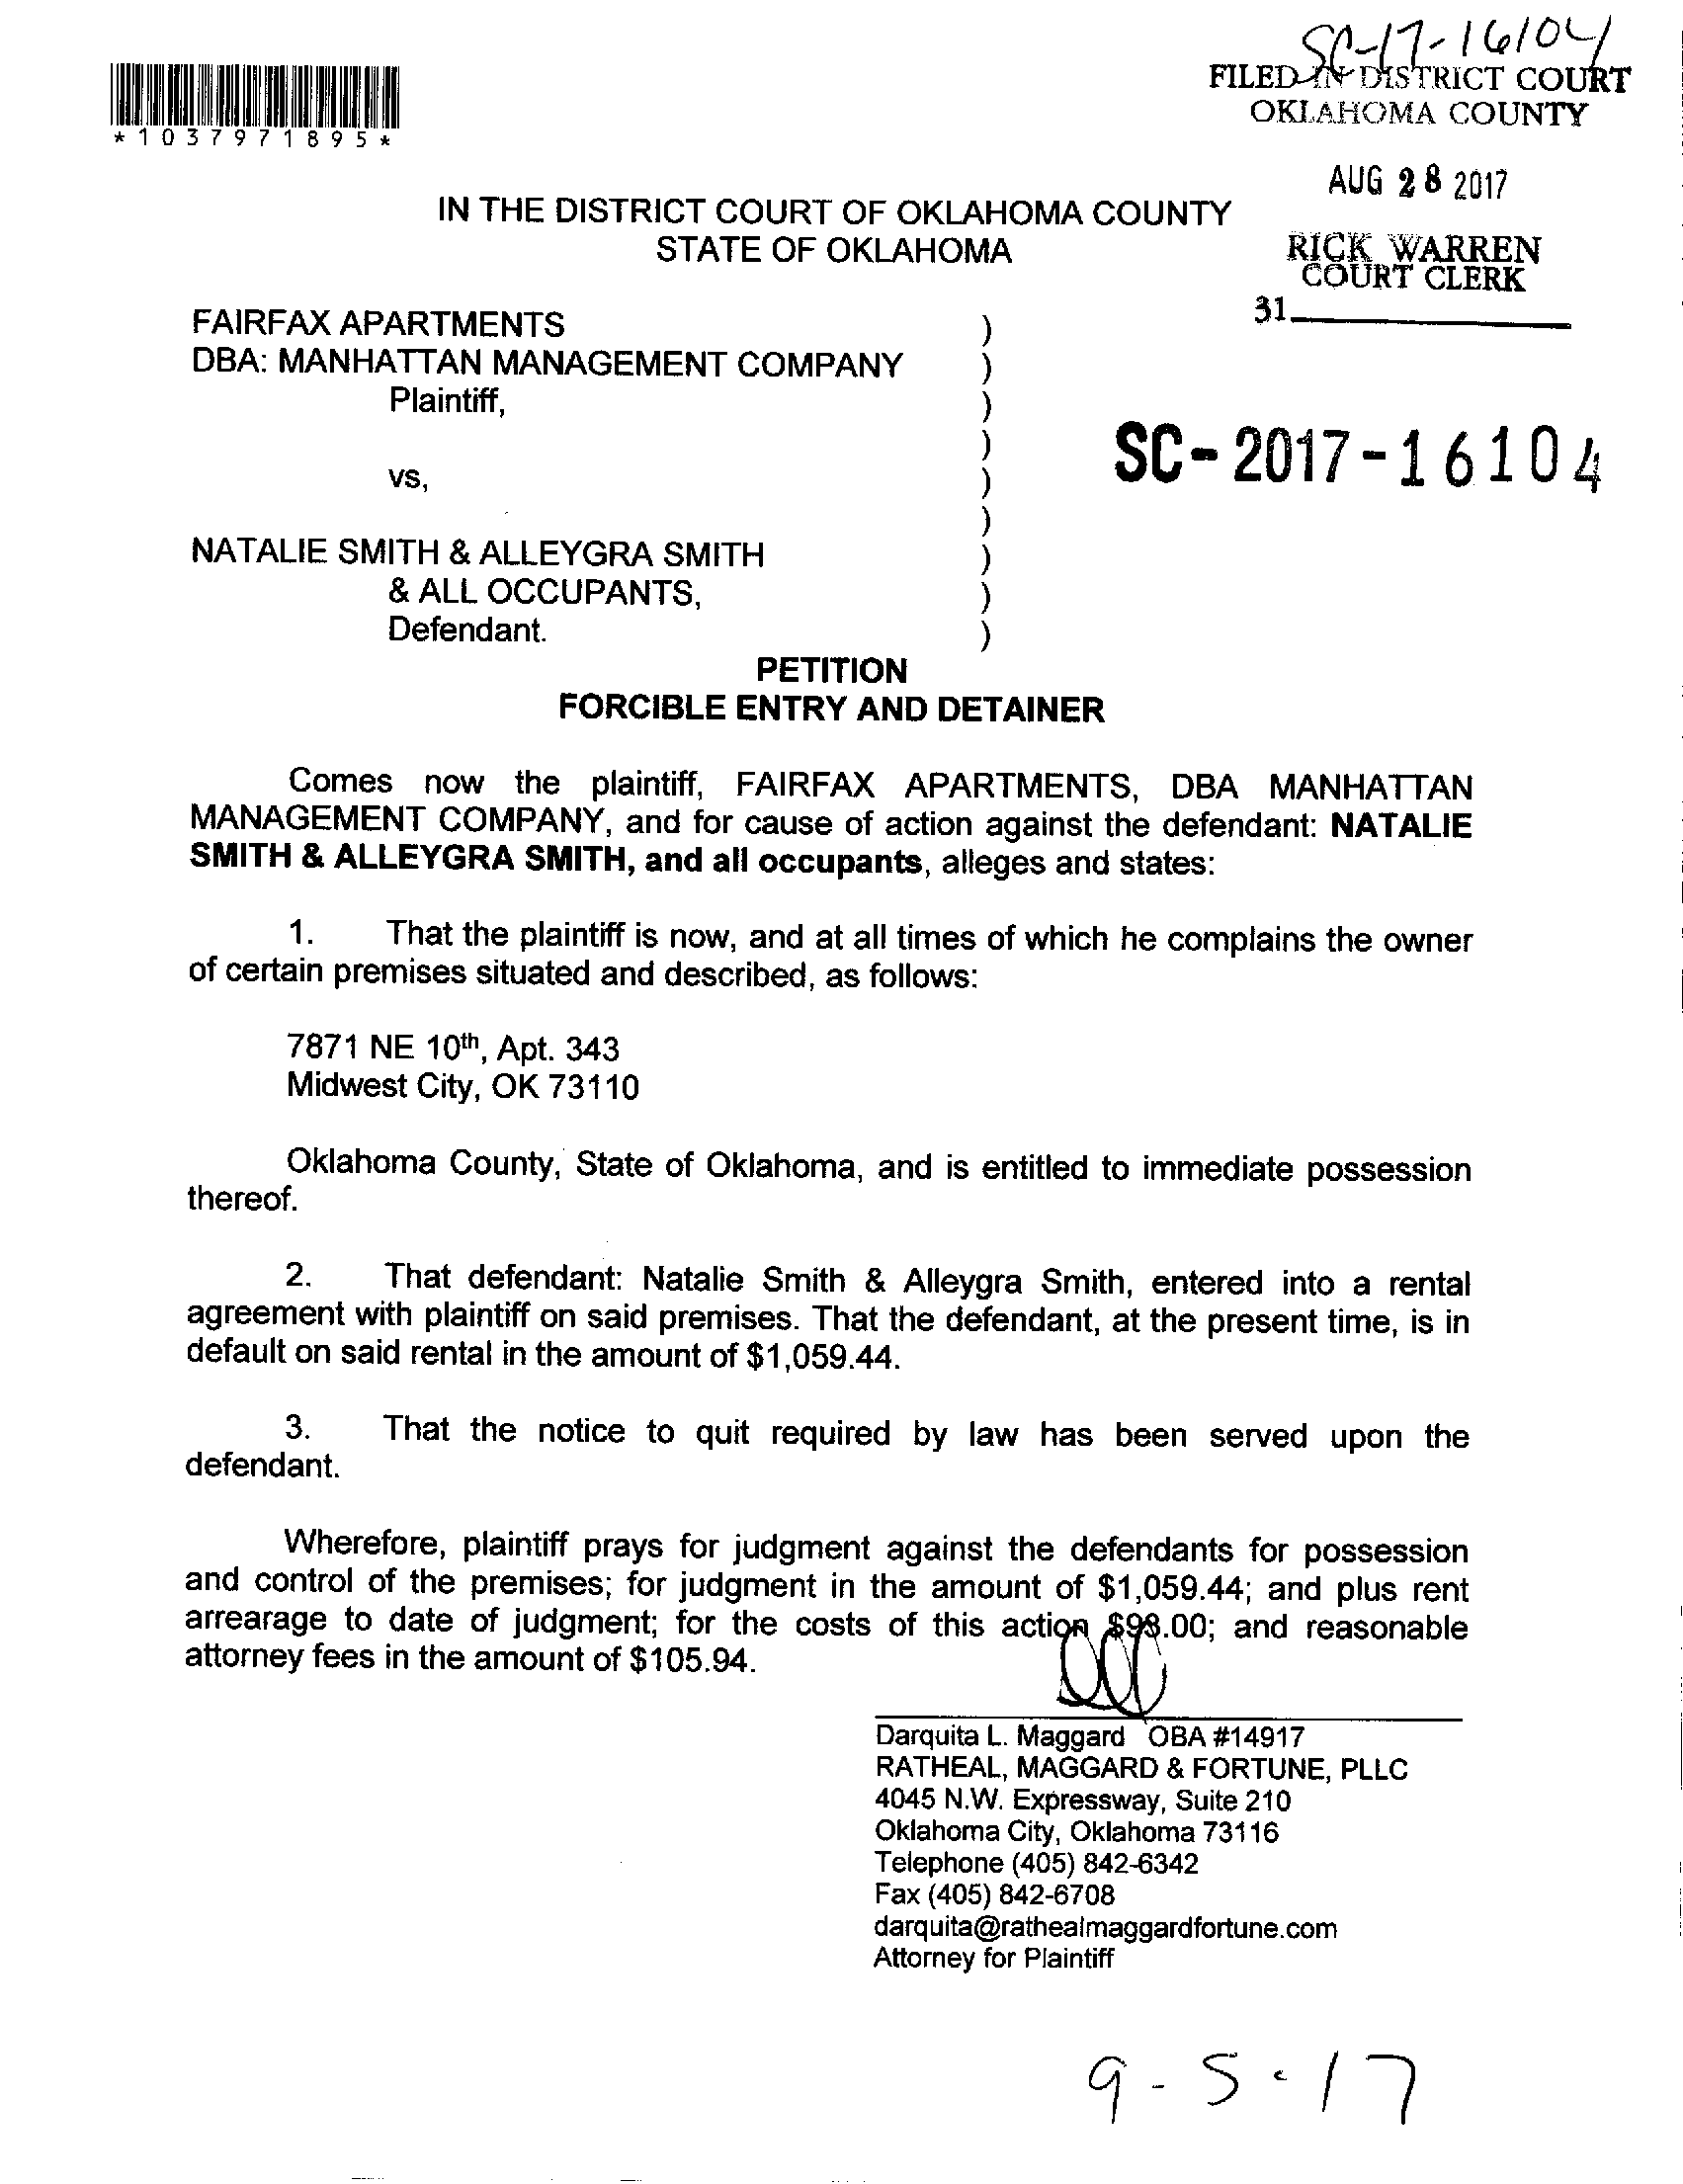 SC-17-16104
FILED IN DISTRICT COURT
OKLAHOMA COUNTY
*1037971895*
AUG 28 2017
IN THE DISTRICT COURT OF OKLAHOMA COUNTY
STATE OF OKLAHOMA
RICK WARREN
COURT CLERK
31
FAIRFAX APARTMENTS )
DBA: MANHATTAN MANAGEMENT COMPANY )
Plaintiff, )
)
SC-2017-16104
vs, )
)
NATALIE SMITH & ALLEYGRA SMITH )
& ALL OCCUPANTS, )
Defendant. )
PETITION
FORCIBLE ENTRY AND DETAINER
Comes now the plaintiff, FAIRFAX APARTMENTS, DBA MANHATTAN
MANAGEMENT COMPANY, and for cause of action against the defendant: NATALIE
SMITH & ALLEYGRA SMITH, and all occupants, alleges and states:
1. That the plaintiff is now, and at all times of which he complains the owner
of certain premises situated and described, as follows:
7871 NE 10th, Apt. 343
Midwest City, OK 73110
Oklahoma County, State of Oklahoma, and is entitled to immediate possession
thereof.
2. That defendant: Natalie Smith & Alleygra Smith, entered into a rental
agreement with plaintiff on said premises. That the defendant, at the present time, is in
default on said rental in the amount of $1,059.44.
3. That the notice to quit required by law has been served upon the
defendant.
Wherefore, plaintiff prays for judgment against the defendants for possession
and control of the premises; for judgment in the amount of $1,059.44; and plus rent
arrearage to date of judgment; for the costs of this action $98.00; and reasonable
attorney fees in the amount of $105.94.
Darquita L. Maggard OBA #14917
RATHEAL, MAGGARD & FORTUNE, PLLC
4045 N.W. Expressway, Suite 210
Oklahoma City, Oklahoma 73116
Telephone (405) 842-6342
Fax (405) 842-6708
darquita@rathealmaggardfortune.com
Attorney for Plaintiff
9-5-17